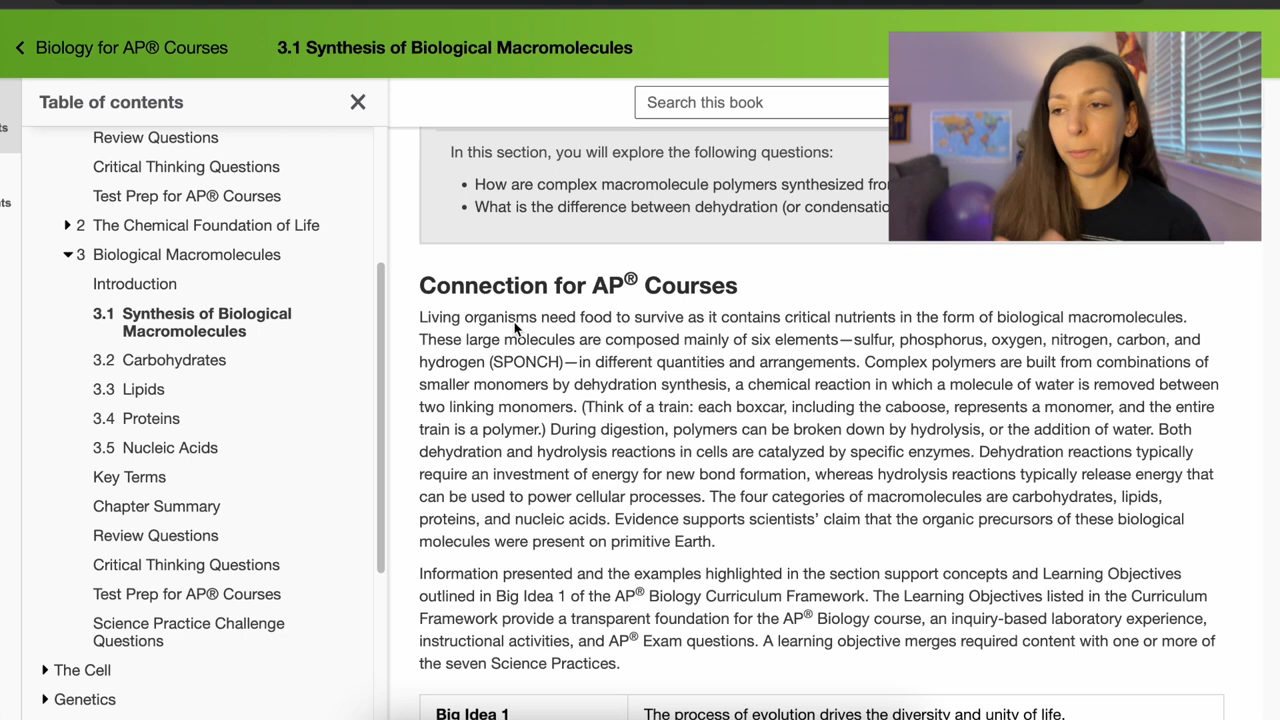 Biology for AP® Courses
3.1 Synthesis of Biological Macromolecules
Table of contents
Search this book
ts
nts
Review Questions
Critical Thinking Questions
Test Prep for AP® Courses
2 The Chemical Foundation of Life
3 Biological Macromolecules
Introduction
3.1 Synthesis of Biological
Macromolecules
3.2 Carbohydrates
3.3 Lipids
3.4 Proteins
3.5 Nucleic Acids
Key Terms
Chapter Summary
Review Questions
Critical Thinking Questions
Test Prep for AP® Courses
Science Practice Challenge
Questions
The Cell
Genetics
In this section, you will explore the following questions:
• How are complex macromolecule polymers synthesized fro
• What is the difference between dehydration (or condensatio
Connection for AP® Courses
Living organisms need food to survive as it contains critical nutrients in the form of biological macromolecules.
These large molecules are composed mainly of six elements—sulfur, phosphorus, oxygen, nitrogen, carbon, and
hydrogen (SPONCH)—in different quantities and arrangements. Complex polymers are built from combinations of
smaller monomers by dehydration synthesis, a chemical reaction in which a molecule of water is removed between
two linking monomers. (Think of a train: each boxcar, including the caboose, represents a monomer, and the entire
train is a polymer.) During digestion, polymers can be broken down by hydrolysis, or the addition of water. Both
dehydration and hydrolysis reactions in cells are catalyzed by specific enzymes. Dehydration reactions typically
require an investment of energy for new bond formation, whereas hydrolysis reactions typically release energy that
can be used to power cellular processes. The four categories of macromolecules are carbohydrates, lipids,
proteins, and nucleic acids. Evidence supports scientists’ claim that the organic precursors of these biological
molecules were present on primitive Earth.
Information presented and the examples highlighted in the section support concepts and Learning Objectives
outlined in Big Idea 1 of the AP® Biology Curriculum Framework. The Learning Objectives listed in the Curriculum
Framework provide a transparent foundation for the AP® Biology course, an inquiry-based laboratory experience,
instructional activities, and AP® Exam questions. A learning objective merges required content with one or more of
the seven Science Practices.
Big Idea 1
The process of evolution drives the diversity and unity of life.